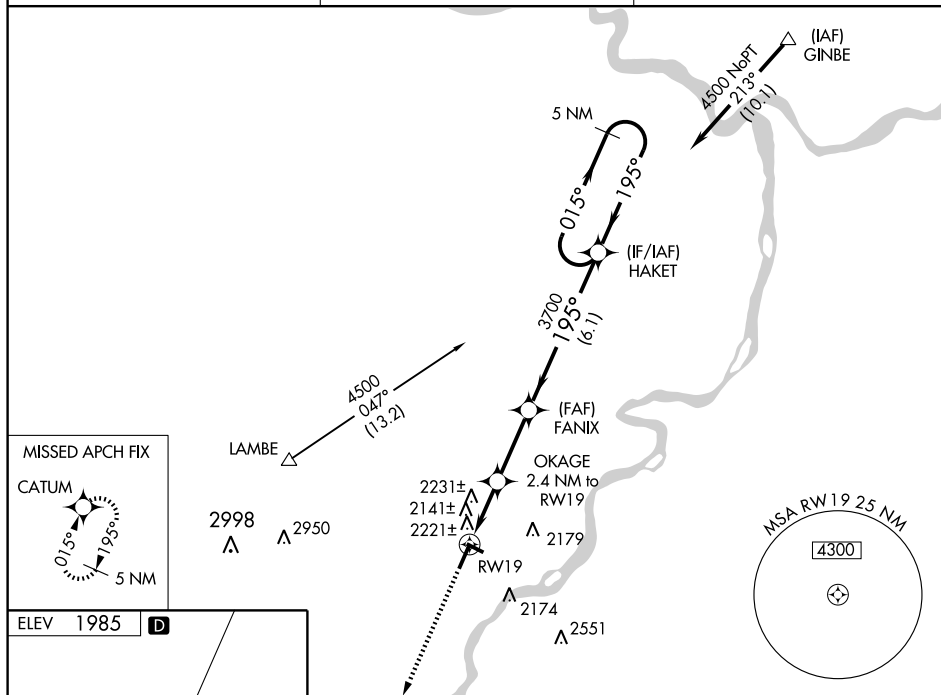 (IAF)
GINBE
4500 NoPT
213°
(10.1)
5 NM
015°
195°
(IF/IAF)
HAKET
3700
195°
(6.1)
4500
047°
(13.2)
LAMBE
(FAF)
FANIX
OKAGE
2.4 NM to
RW19
2231±
2141±
2221±
2179
RW19
2174
2551
2998
2950
MISSED APCH FIX
CATUM
015°
195°
5 NM
MSA RW19 25 NM
4300
ELEV 1985 D